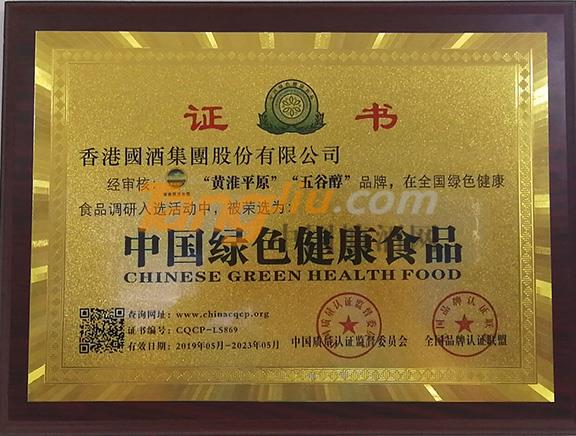 证 书
香港國酒集團股份有限公司
经审核： “黄淮平原”“五谷醇”品牌，在全国绿色健康
食品调研入选活动中，被荣选为：
中国绿色健康食品
CHINESE GREEN HEALTH FOOD
查询网址：www.chinacqcp.org
证书编号：CQCP-LS869
有效日期：2019年05月-2023年05月
中国质量认证监督委员会 全国品牌认证联盟